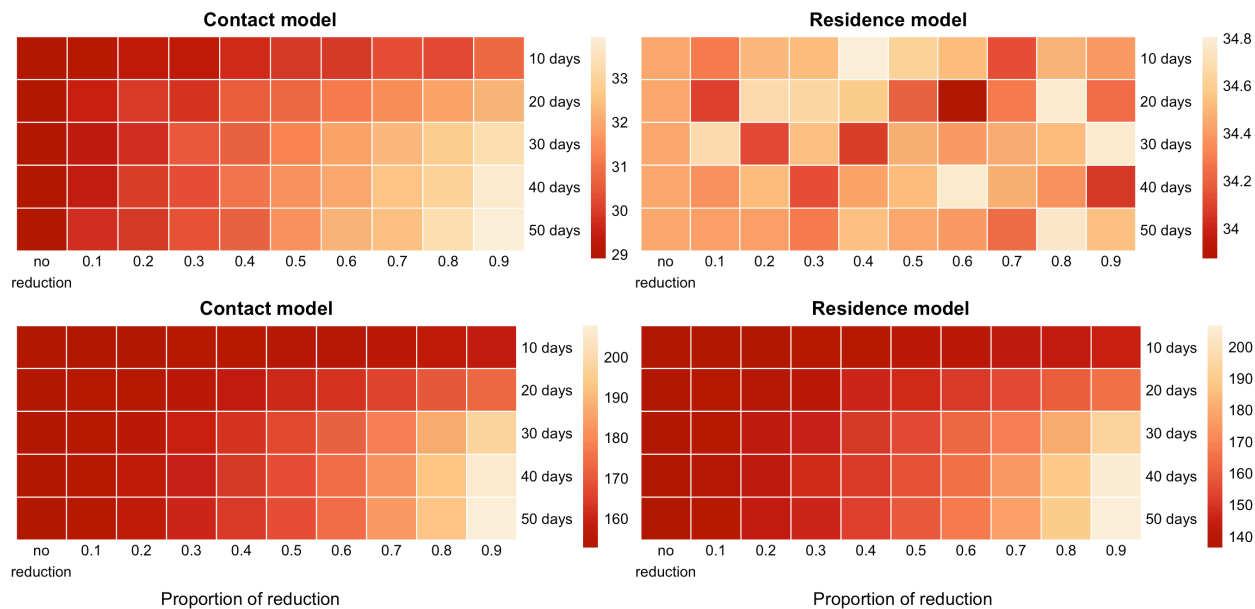 Contact model
10 days
20 days
30 days
40 days
50 days
33
32
31
30
29
no 0.1 0.2 0.3 0.4 0.5 0.6 0.7 0.8 0.9
reduction
Residence model
10 days
20 days
30 days
40 days
50 days
34.8
34.6
34.4
34.2
34
no 0.1 0.2 0.3 0.4 0.5 0.6 0.7 0.8 0.9
reduction
Contact model
10 days
20 days
30 days
40 days
50 days
200
190
180
170
160
no 0.1 0.2 0.3 0.4 0.5 0.6 0.7 0.8 0.9
reduction
Proportion of reduction
Residence model
10 days
20 days
30 days
40 days
50 days
200
190
180
170
160
150
140
no 0.1 0.2 0.3 0.4 0.5 0.6 0.7 0.8 0.9
reduction
Proportion of reduction